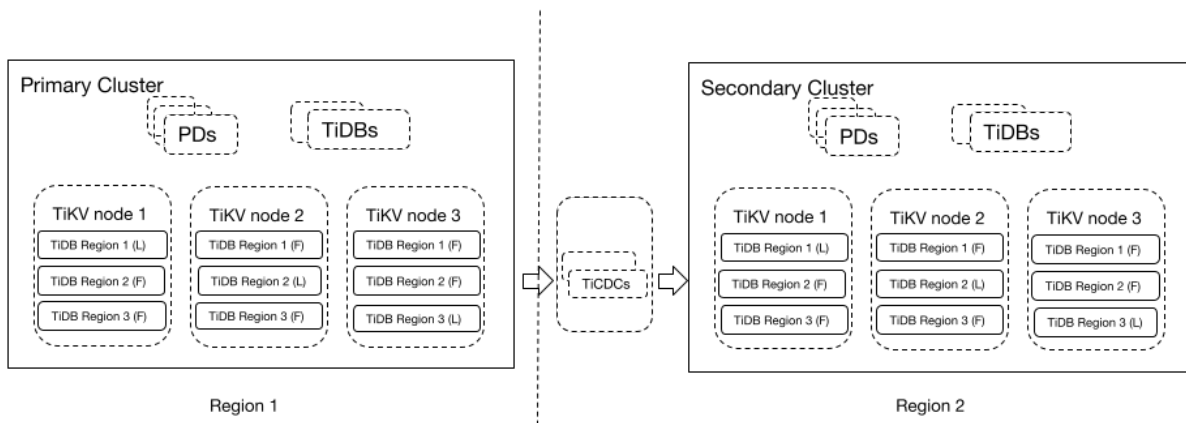 Primary Cluster
PDs
TiDBs
TiKV node 1
TiDB Region 1 (L)
TiDB Region 2 (F)
TiDB Region 3 (F)
TiKV node 2
TiDB Region 1 (F)
TiDB Region 2 (L)
TiDB Region 3 (F)
TiKV node 3
TiDB Region 1 (F)
TiDB Region 2 (F)
TiDB Region 3 (L)
Region 1
TiCDCs
Secondary Cluster
PDs
TiDBs
TiKV node 1
TiDB Region 1 (L)
TiDB Region 2 (F)
TiDB Region 3 (F)
TiKV node 2
TiDB Region 1 (F)
TiDB Region 2 (L)
TiDB Region 3 (F)
TiKV node 3
TiDB Region 1 (F)
TiDB Region 2 (F)
TiDB Region 3 (L)
Region 2